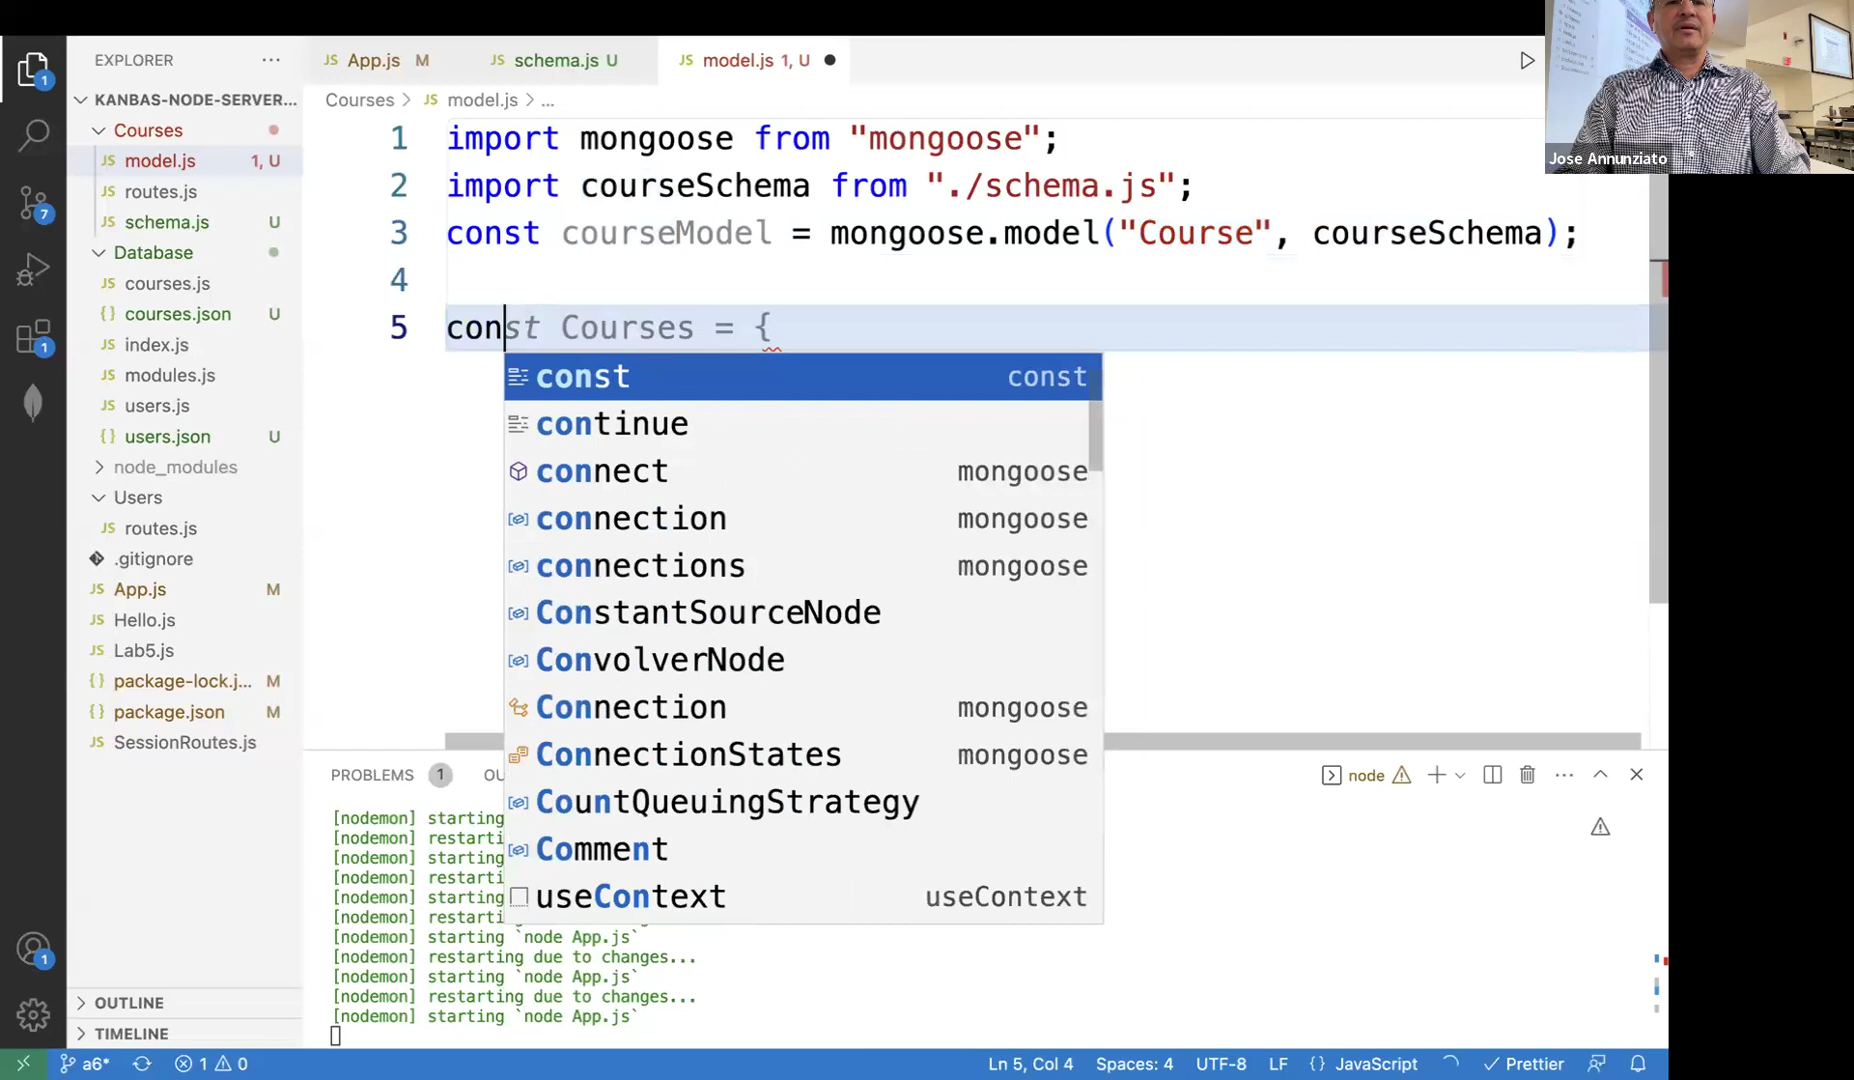 EXPLORER ...
JS App.js M
JS schema.js U
JS model.js 1, U
KANBAS-NODE-SERVER...
Courses
JS model.js 1, U
JS routes.js
JS schema.js U
Database
JS courses.js
{} courses.json U
JS index.js
JS modules.js
JS users.js
{} users.json U
node_modules
Users
JS routes.js
.gitignore
JS App.js M
JS Hello.js
JS Lab5.js
{} package-lock.j... M
{} package.json M
JS SessionRoutes.js
OUTLINE
TIMELINE
1
7
1
1
Courses > JS model.js > ...
1 import mongoose from "mongoose";
2 import courseSchema from "./schema.js";
3 const courseModel = mongoose.model("Course", courseSchema);
4
5 const Courses = {
const const
continue
connect mongoose
connection mongoose
connections mongoose
ConstantSourceNode
ConvolverNode
Connection mongoose
ConnectionStates mongoose
CountQueuingStrategy
Comment
useContext useContext
Jose Annunziato
PROBLEMS 1 OU
node
[nodemon] starting
[nodemon] restarti
[nodemon] starting
[nodemon] restarti
[nodemon] starting
[nodemon] restarti
[nodemon] starting `node App.js`
[nodemon] restarting due to changes...
[nodemon] starting `node App.js`
[nodemon] restarting due to changes...
[nodemon] starting `node App.js`
a6* 1 0 Ln 5, Col 4 Spaces: 4 UTF-8 LF {} JavaScript Prettier